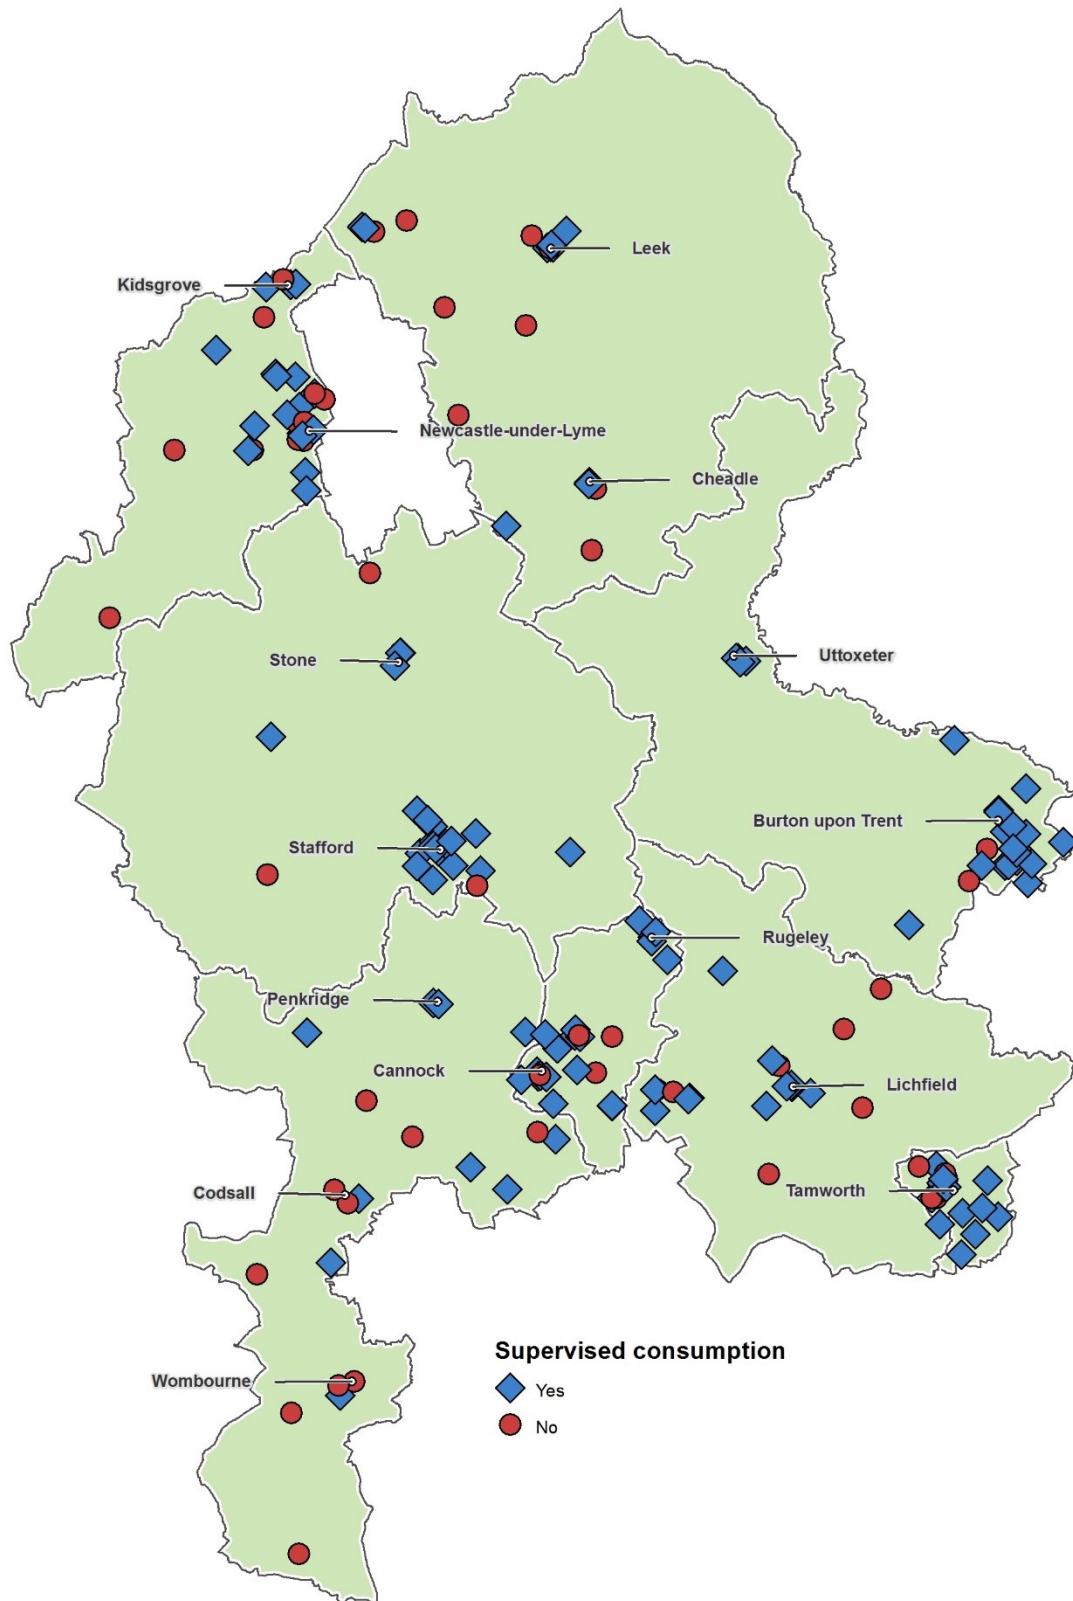 Leek
Kidsgrove
Newcastle-under-Lyme
Cheadle
Stone
Uttoxeter
Burton upon Trent
Stafford
Rugeley
Penkridge
Cannock
Lichfield
Codsall
Tamworth
Supervised consumption
Wombourne
Yes
No